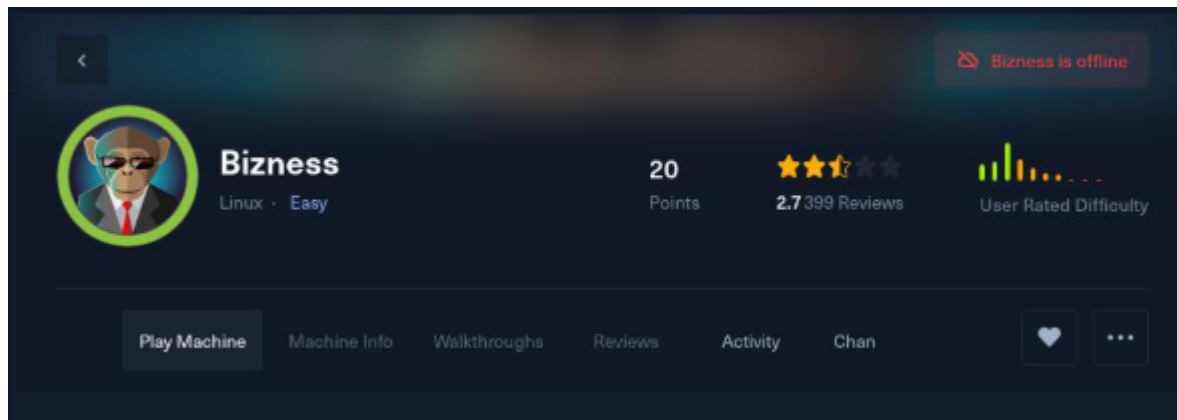 Bizness is offline
Bizness
Linux · Easy
20
Points
2.7 399 Reviews
User Rated Difficulty
Play Machine
Machine Info
Walkthroughs
Reviews
Activity
Chan